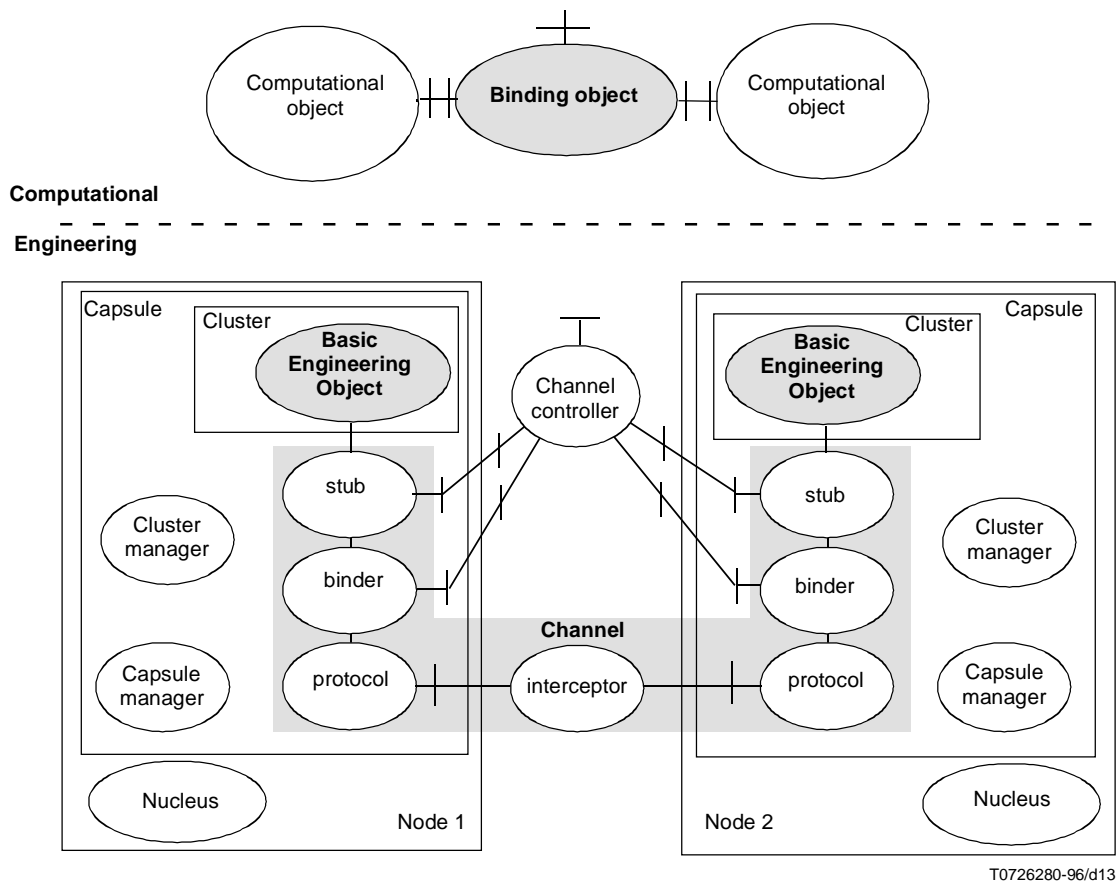 Computational
object
Binding object
Computational
object
Computational
Engineering
Capsule
Cluster
Basic
Engineering
Object
stub
binder
protocol
Cluster
manager
Capsule
manager
Nucleus
Node 1
Channel
controller
Channel
interceptor
Capsule
Cluster
Basic
Engineering
Object
stub
binder
protocol
Cluster
manager
Capsule
manager
Nucleus
Node 2
T0726280-96/d13